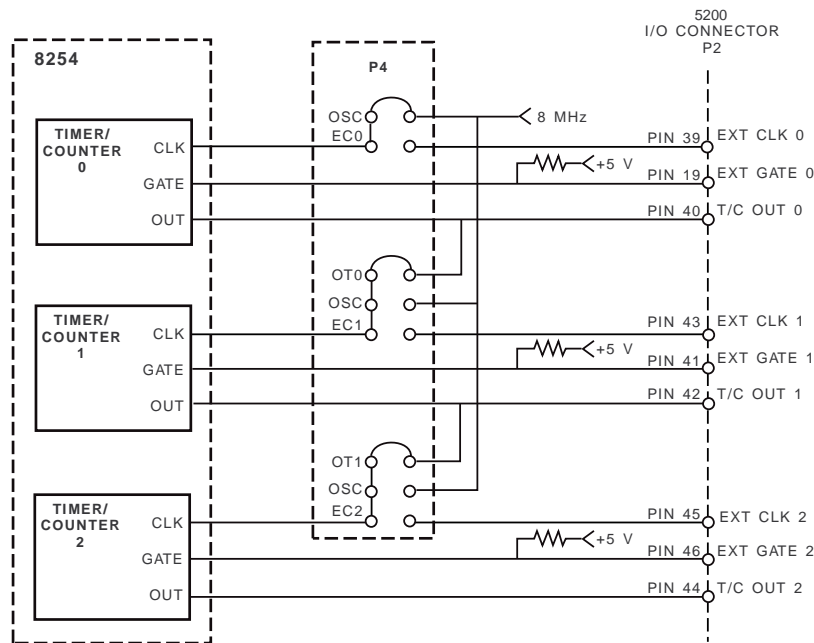 5200
I/O CONNECTOR
P2
8254
P4
OSC
8 MHz
EC0
TIMER/
COUNTER
0
CLK
GATE
OUT
PIN 39
EXT CLK 0
+5 V
PIN 19
EXT GATE 0
PIN 40
T/C OUT 0
OT0
OSC
EC1
TIMER/
COUNTER
1
CLK
GATE
OUT
PIN 43
EXT CLK 1
+5 V
PIN 41
EXT GATE 1
PIN 42
T/C OUT 1
OT1
OSC
EC2
TIMER/
COUNTER
2
CLK
GATE
OUT
PIN 45
EXT CLK 2
+5 V
PIN 46
EXT GATE 2
PIN 44
T/C OUT 2